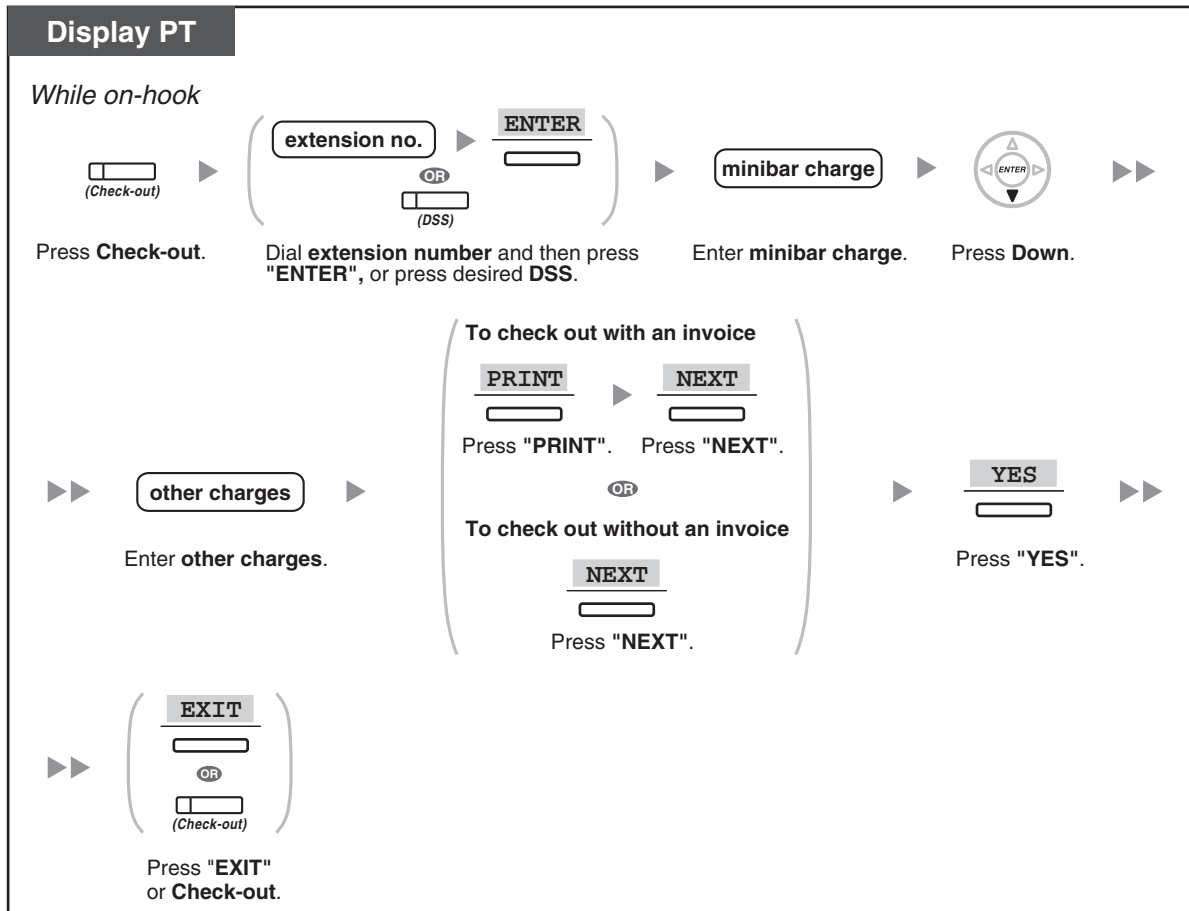 Display PT
While on-hook
(Check-out)
extension no.
ENTER
OR
(DSS)
minibar charge
ENTER
Press Check-out.
Dial extension number and then press
"ENTER", or press desired DSS.
Enter minibar charge.
Press Down.
other charges
Enter other charges.
To check out with an invoice
PRINT
NEXT
Press "PRINT".
Press "NEXT".
OR
To check out without an invoice
NEXT
Press "NEXT".
YES
Press "YES".
EXIT
OR
(Check-out)
Press "EXIT"
or Check-out.